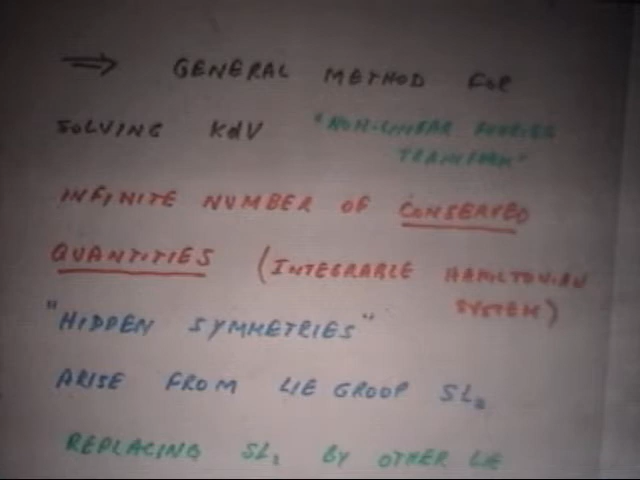 ⇒ GENERAL METHOD FOR
SOLVING KdV "NON-LINEAR FOURIER
TRANSFORM"
INFINITE NUMBER OF CONSERVED
QUANTITIES (INTEGRABLE HAMILTONIAN
SYSTEM)
"HIDDEN SYMMETRIES"
ARISE FROM LIE GROUP SL₂
REPLACING SL₂ BY OTHER LIE